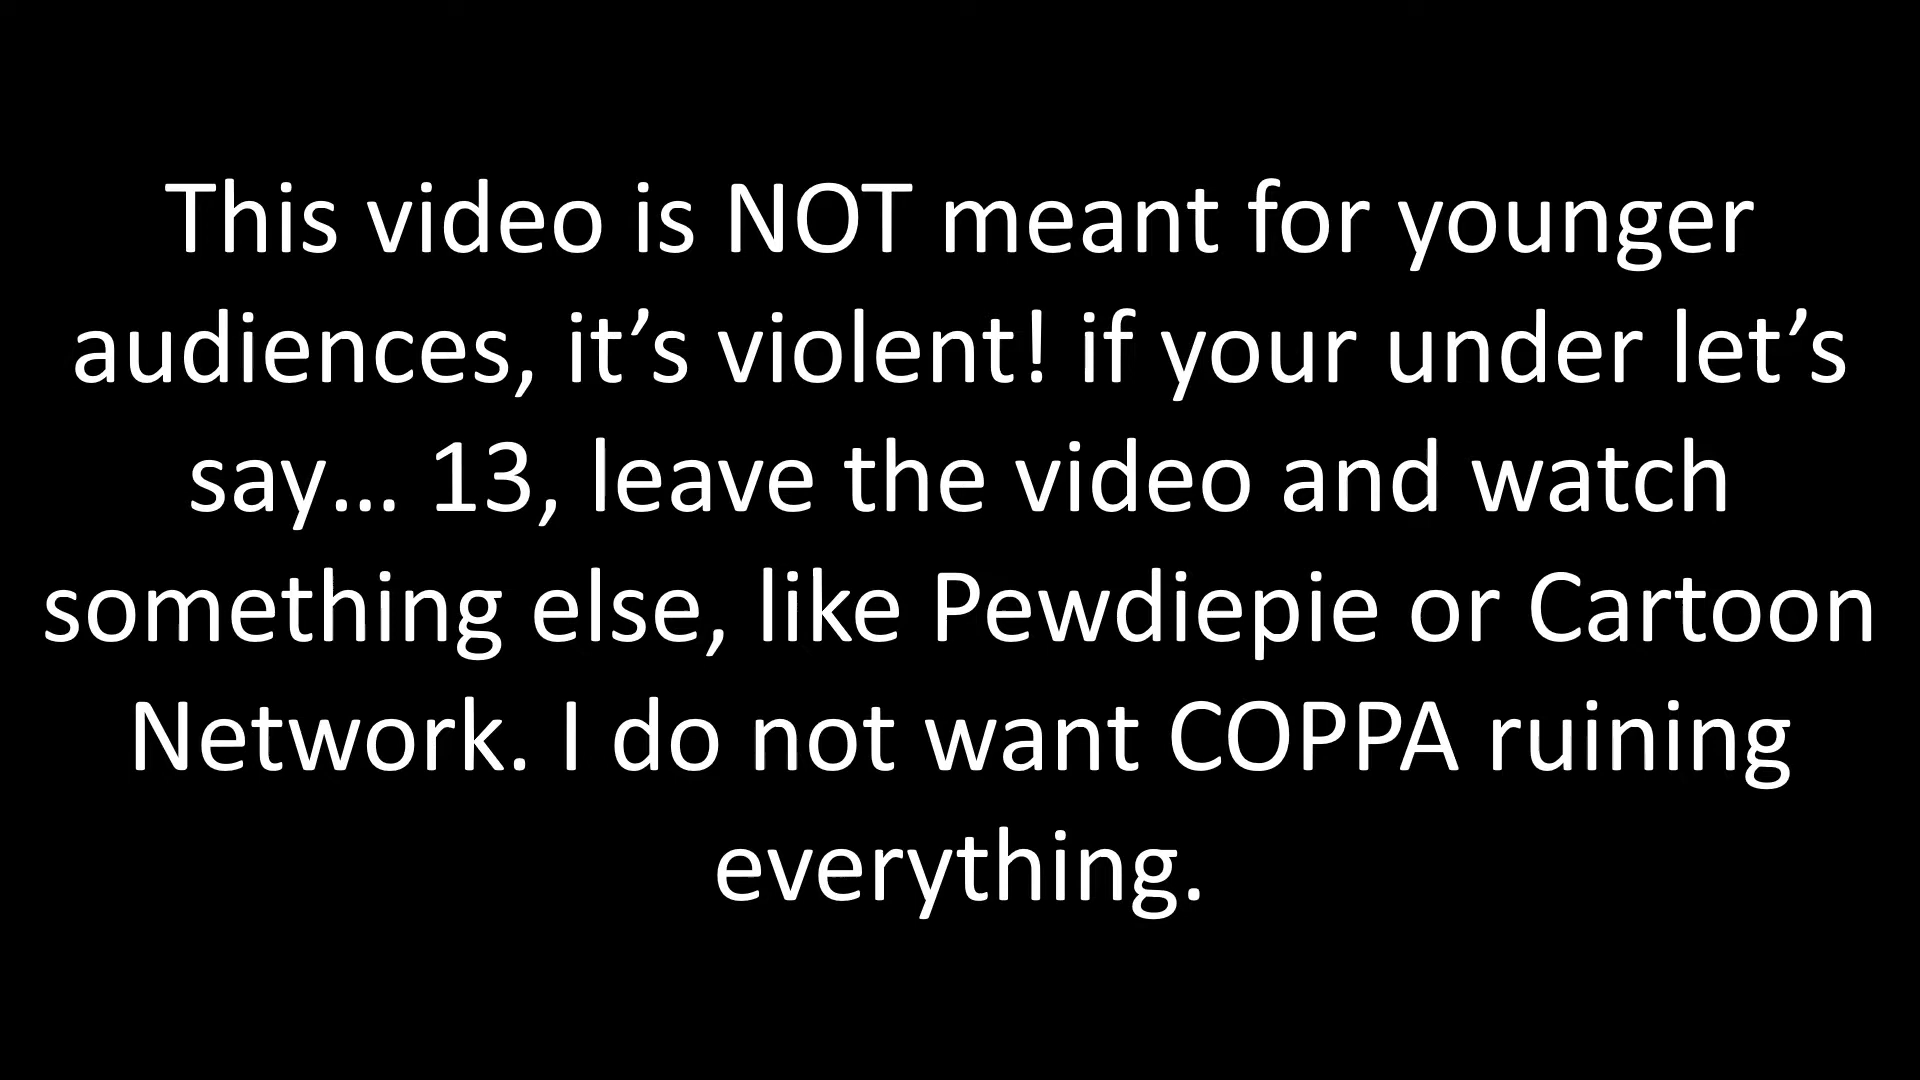 This video is NOT meant for younger
audiences, it’s violent! if your under let’s
say… 13, leave the video and watch
something else, like Pewdiepie or Cartoon
Network. I do not want COPPA ruining
everything.